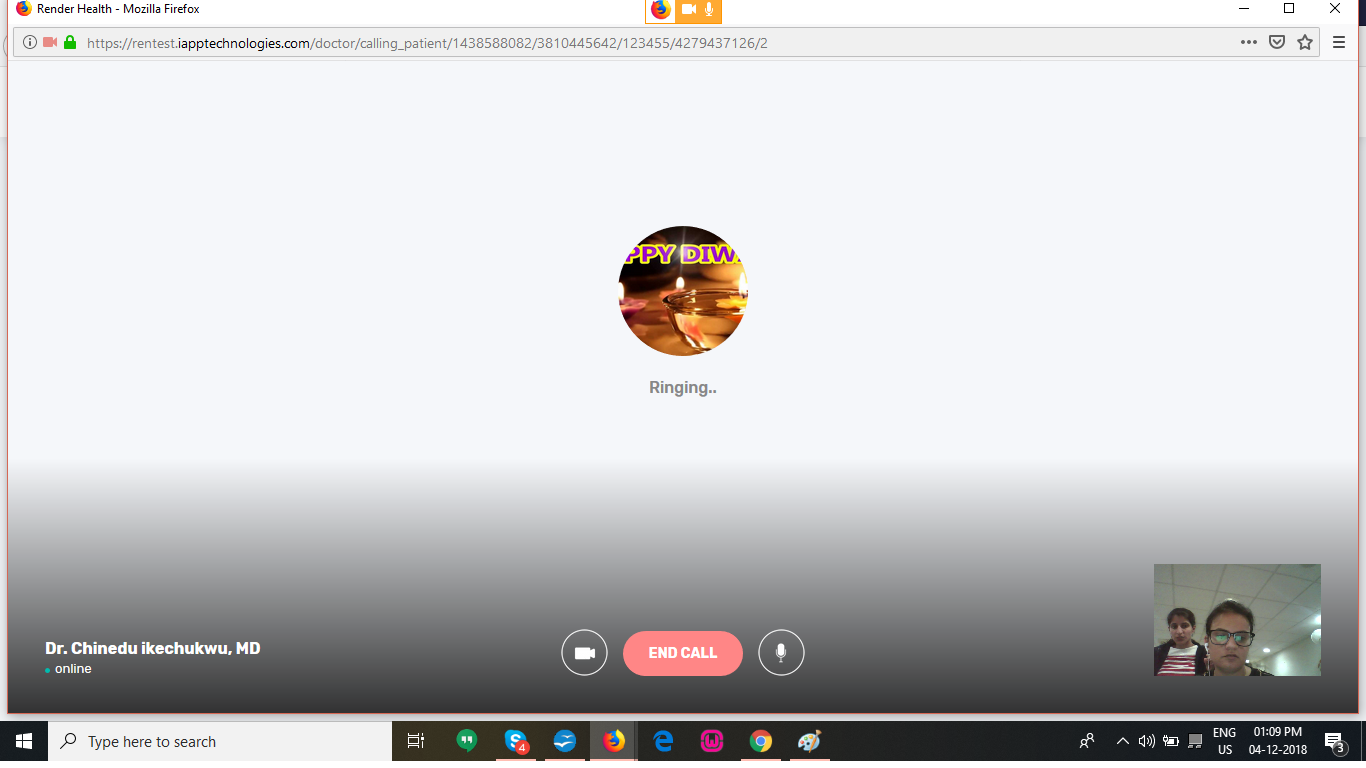 Render Health - Mozilla Firefox
https://rentest.iapptechnologies.com/doctor/calling_patient/1438588082/3810445642/123455/4279437126/2
PPY DIW
Ringing..
Dr. Chinedu ikechukwu, MD
online
END CALL
Type here to search
4
ENG
US
01:09 PM
04-12-2018
3